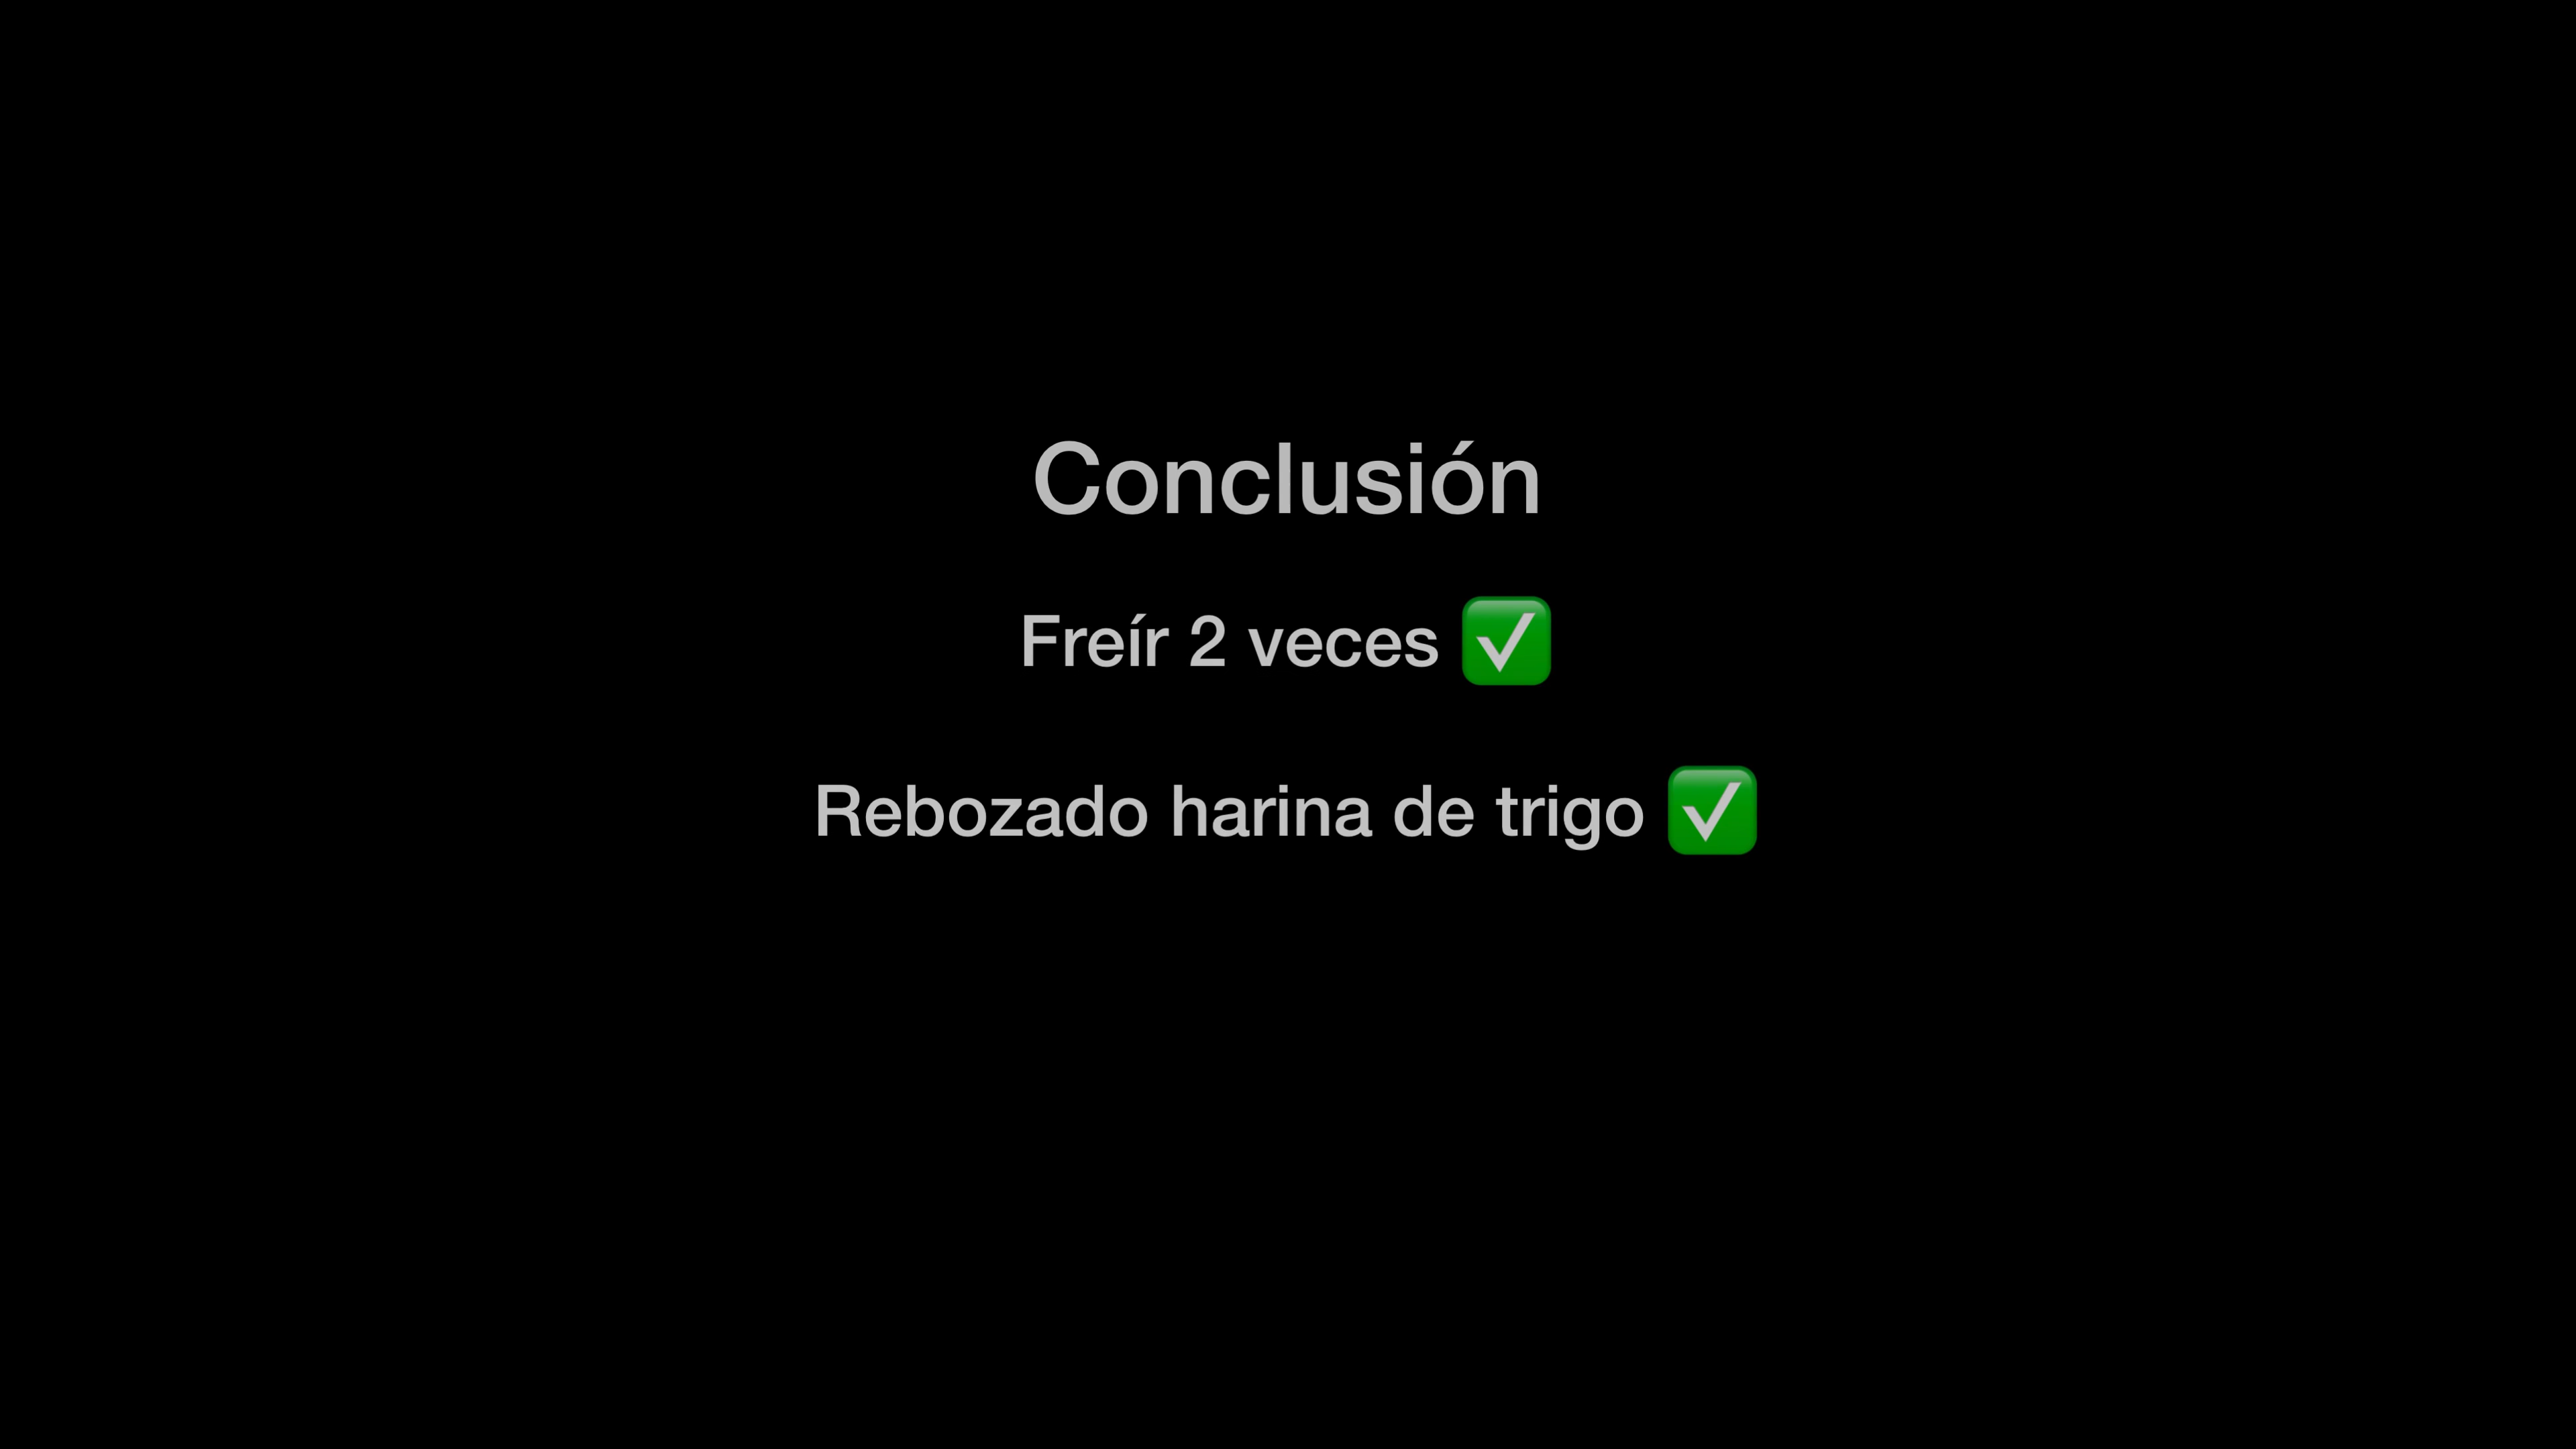 Conclusión
Freír 2 veces ✅
Rebozado harina de trigo ✅